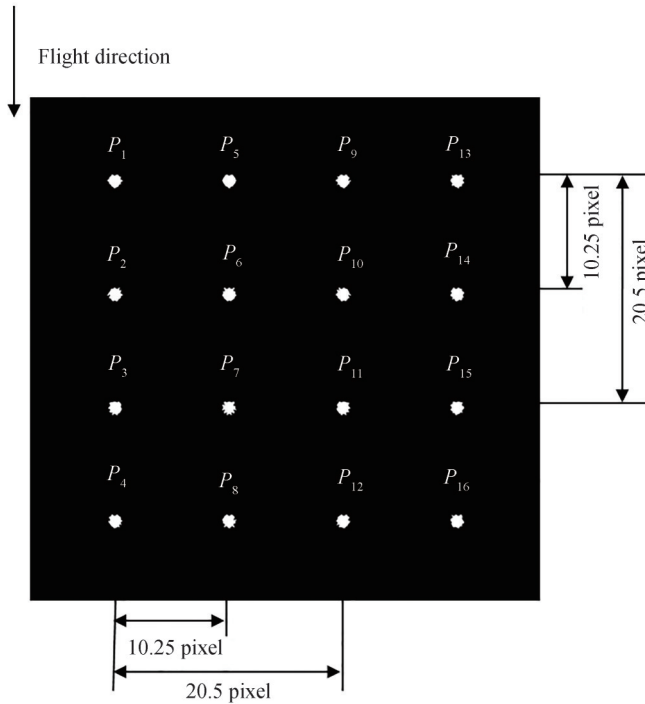 Flight direction
P₁ P₅ P₉ P₁₃
P₂ P₆ P₁₀ P₁₄
P₃ P₇ P₁₁ P₁₅
P₄ P₈ P₁₂ P₁₆
10.25 pixel
20.5 pixel
10.25 pixel
20.5 pixel